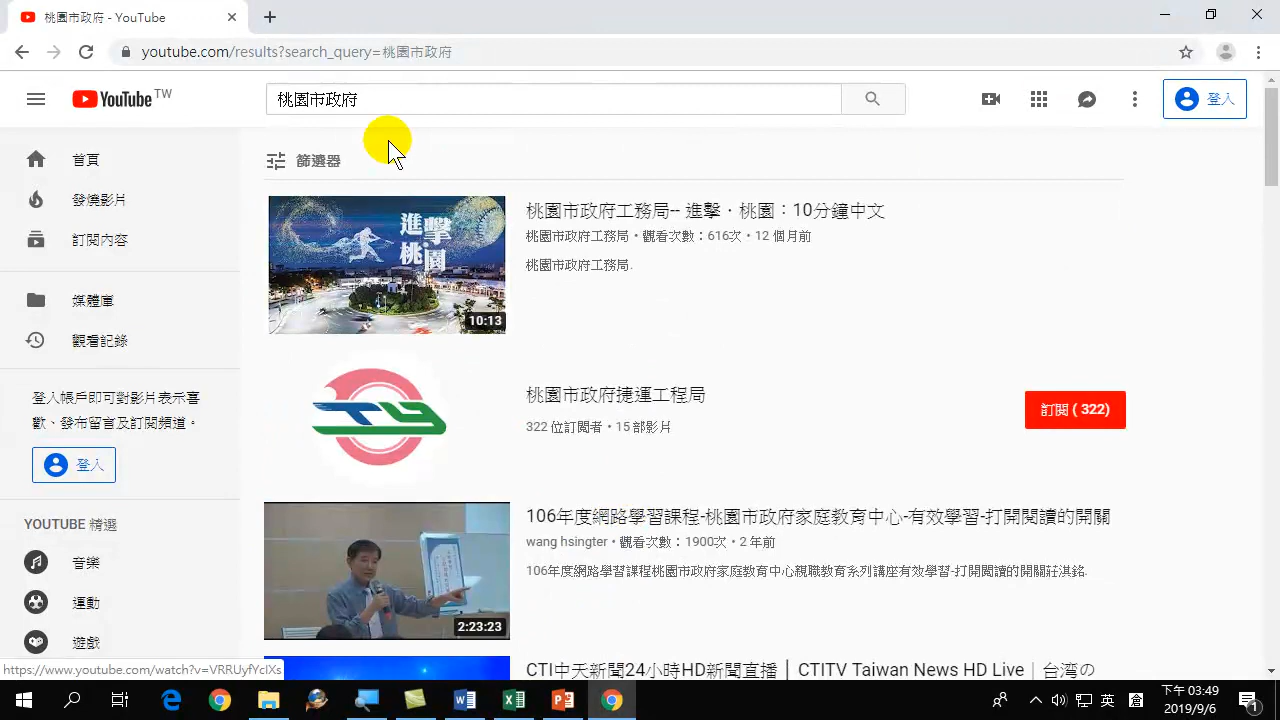 桃園市政府 - YouTube
youtube.com/results?search_query=桃園市政府
YouTube TW
桃園市政府
登入
首頁
發燒影片
訂閱內容
媒體庫
觀看記錄
登入帳戶即可對影片表示喜
歡、發布留言及訂閱頻道。
登入
YOUTUBE 精選
音樂
運動
遊戲
篩選器
進擊
桃園
10:13
桃園市政府工務局-- 進擊．桃園：10分鐘中文
桃園市政府工務局・觀看次數：616次・12 個月前
桃園市政府工務局.
桃園市政府捷運工程局
322 位訂閱者・15 部影片
訂閱 ( 322)
2:23:23
106年度網路學習課程-桃園市政府家庭教育中心-有效學習-打開閱讀的開關
wang hsingter・觀看次數：1900次・2 年前
106年度網路學習課程桃園市政府家庭教育中心親職教育系列講座有效學習-打開閱讀的開關莊淇銘.
CTI中天新聞24小時HD新聞直播 │ CTITV Taiwan News HD Live｜台湾の
https://www.youtube.com/watch?v=VRRUyfYcIXs
英
下午 03:49
2019/9/6
1